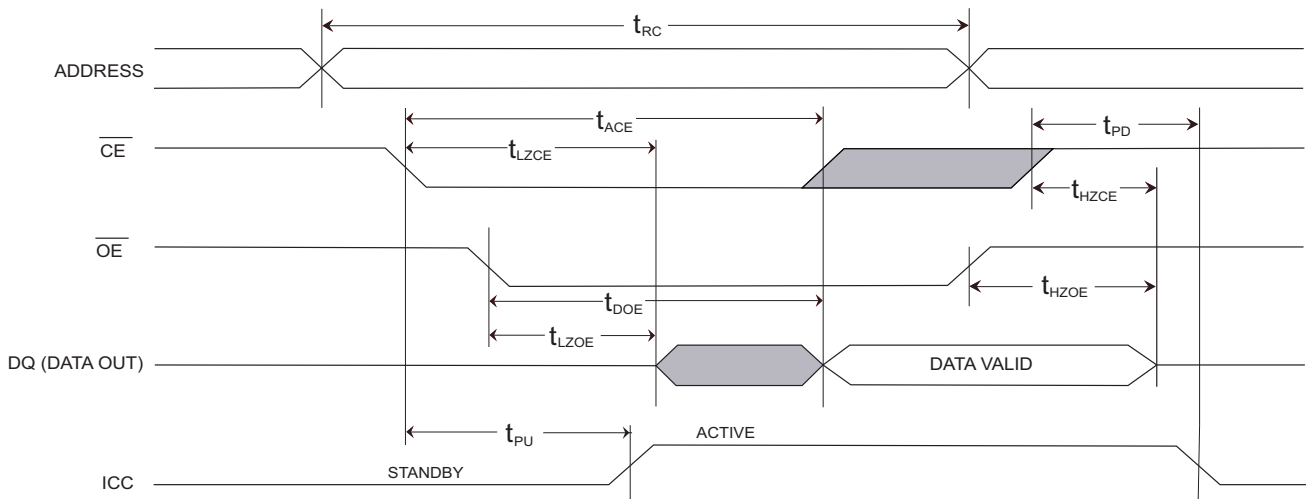 tRC
ADDRESS
tACE
tPD
CE
tLZCE
tHZCE
OE
tHZOE
tDOE
tLZOE
DQ (DATA OUT)
DATA VALID
tPU
ACTIVE
STANDBY
ICC